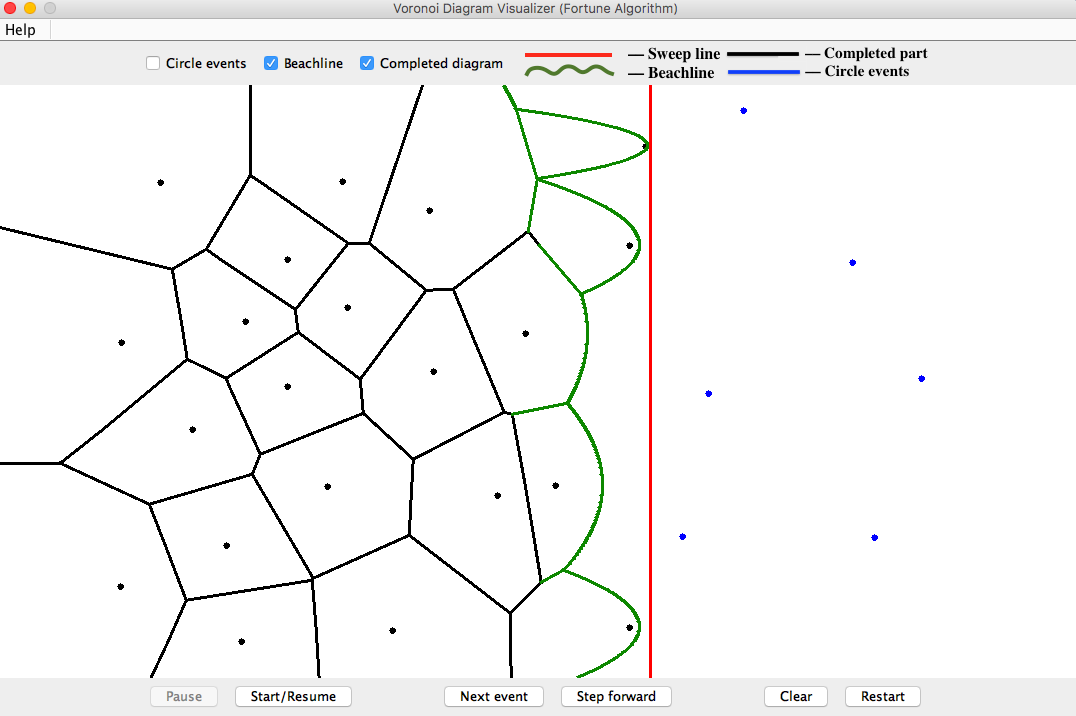 Voronoi Diagram Visualizer (Fortune Algorithm)
Help
Circle events Beachline Completed diagram
— Sweep line — Completed part
— Beachline — Circle events
Pause Start/Resume Next event Step forward Clear Restart